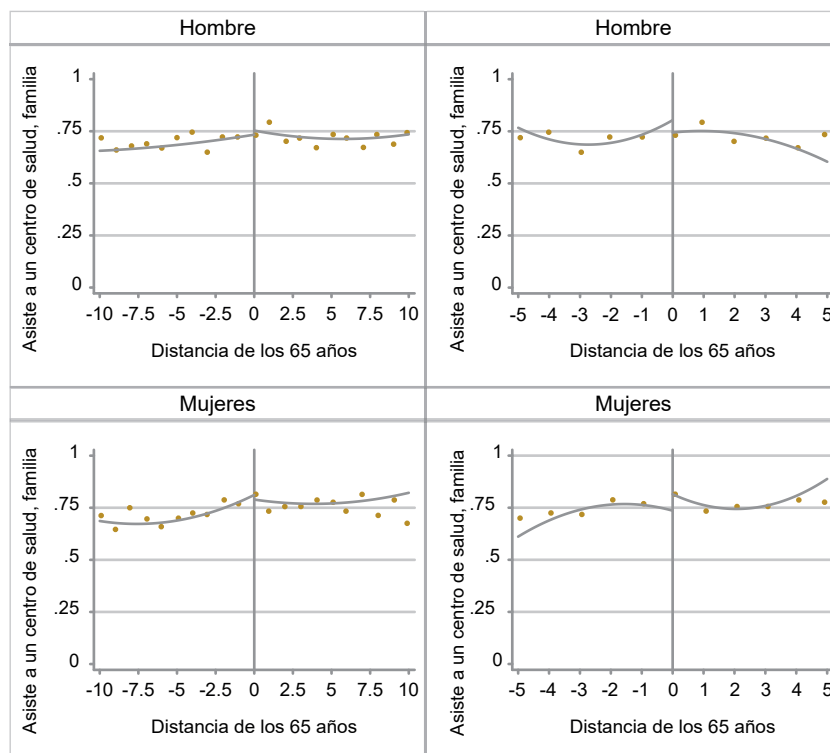 Hombre
Asiste a un centro de salud, familia
1
.75
.5
.25
0
-10 -7.5 -5 -2.5 0 2.5 5 7.5 10
Distancia de los 65 años
Hombre
Asiste a un centro de salud, familia
1
.75
.5
.25
0
-5 -4 -3 -2 -1 0 1 2 3 4 5
Distancia de los 65 años
Mujeres
Asiste a un centro de salud, familia
1
.75
.5
.25
0
-10 -7.5 -5 -2.5 0 2.5 5 7.5 10
Distancia de los 65 años
Mujeres
Asiste a un centro de salud, familia
1
.75
.5
.25
0
-5 -4 -3 -2 -1 0 1 2 3 4 5
Distancia de los 65 años